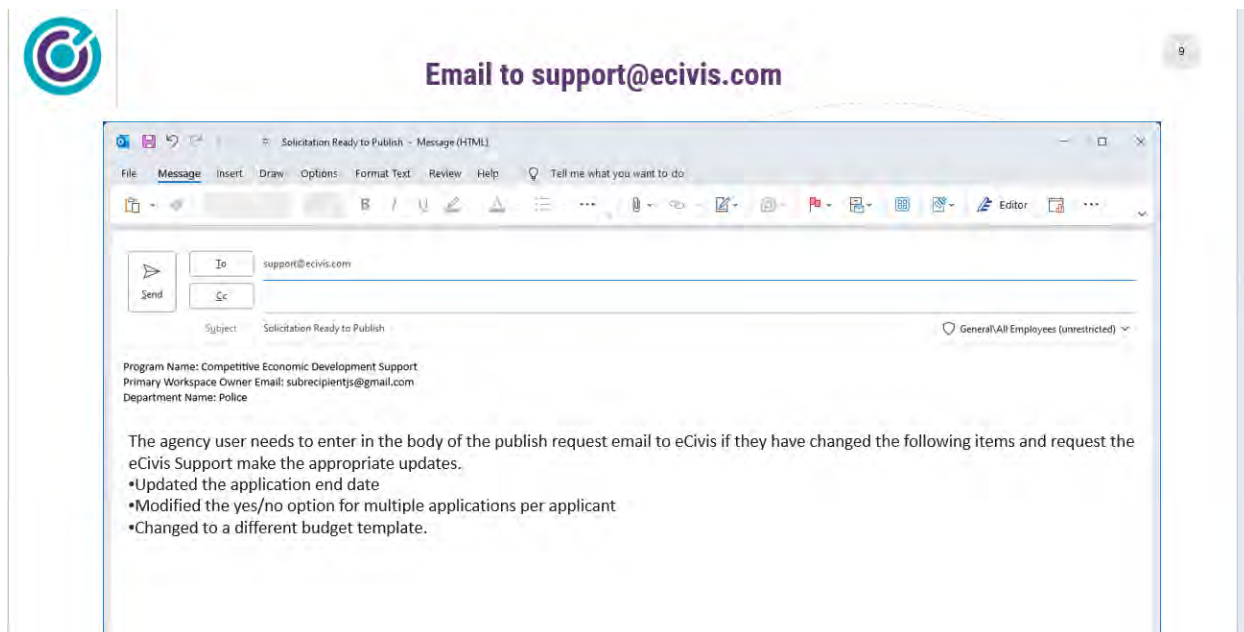 9
Email to support@ecivis.com
Solicitation Ready to Publish - Message (HTML)
File Message Insert Draw Options Format Text Review Help Tell me what you want to do
B I U A ... Editor ...
To support@ecivis.com
Send Cc
Subject Solicitation Ready to Publish General\All Employees (unrestricted)
Program Name: Competitive Economic Development Support
Primary Workspace Owner Email: subrecipientjs@gmail.com
Department Name: Police
The agency user needs to enter in the body of the publish request email to eCivis if they have changed the following items and request the
eCivis Support make the appropriate updates.
•Updated the application end date
•Modified the yes/no option for multiple applications per applicant
•Changed to a different budget template.